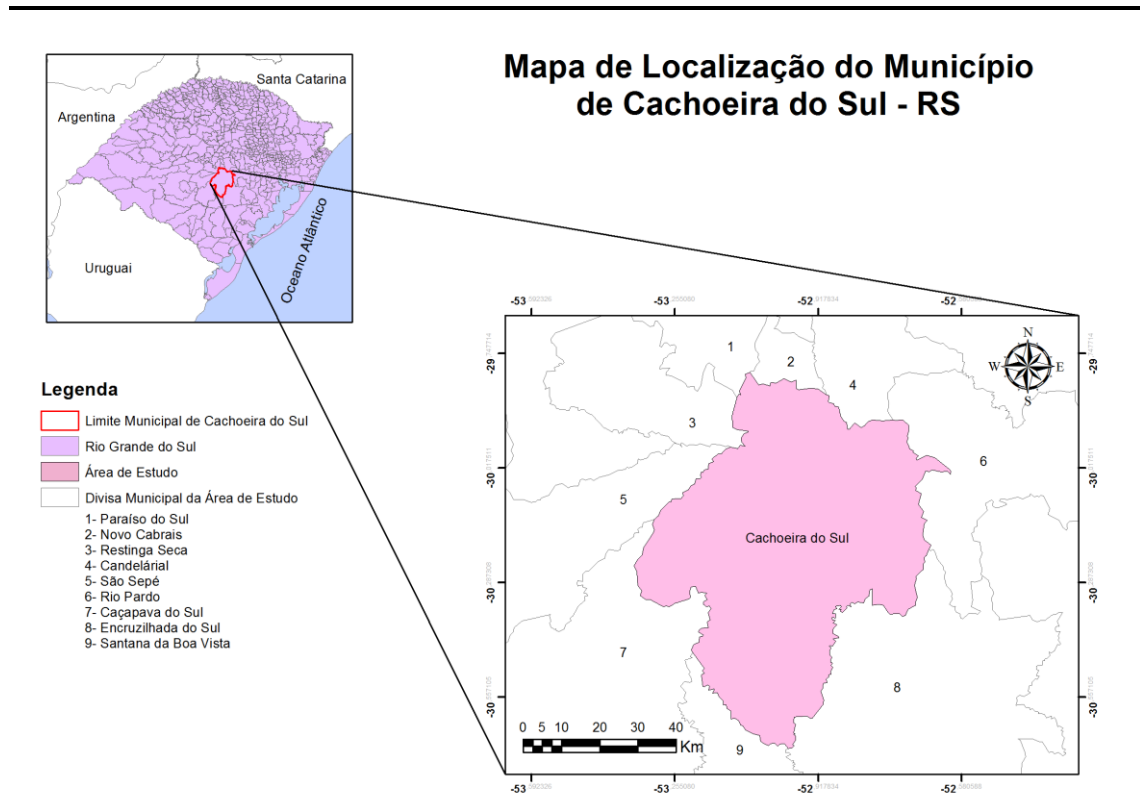 Mapa de Localização do Município
de Cachoeira do Sul - RS
Santa Catarina
Argentina
Uruguai
Oceano Atlântico
Legenda
Limite Municipal de Cachoeira do Sul
Rio Grande do Sul
Área de Estudo
Divisa Municipal da Área de Estudo
1- Paraíso do Sul
2- Novo Cabrais
3- Restinga Seca
4- Candelárial
5- São Sepé
6- Rio Pardo
7- Caçapava do Sul
8- Encruzilhada do Sul
9- Santana da Boa Vista
-53 -53 -52 -52
-29 -29
-30 -30
-30 -30
-30 -30
N
W E
S
1
2
3
4
5
6
Cachoeira do Sul
7
8
9
0 5 10 20 30 40
Km
-53 -53 -52 -52